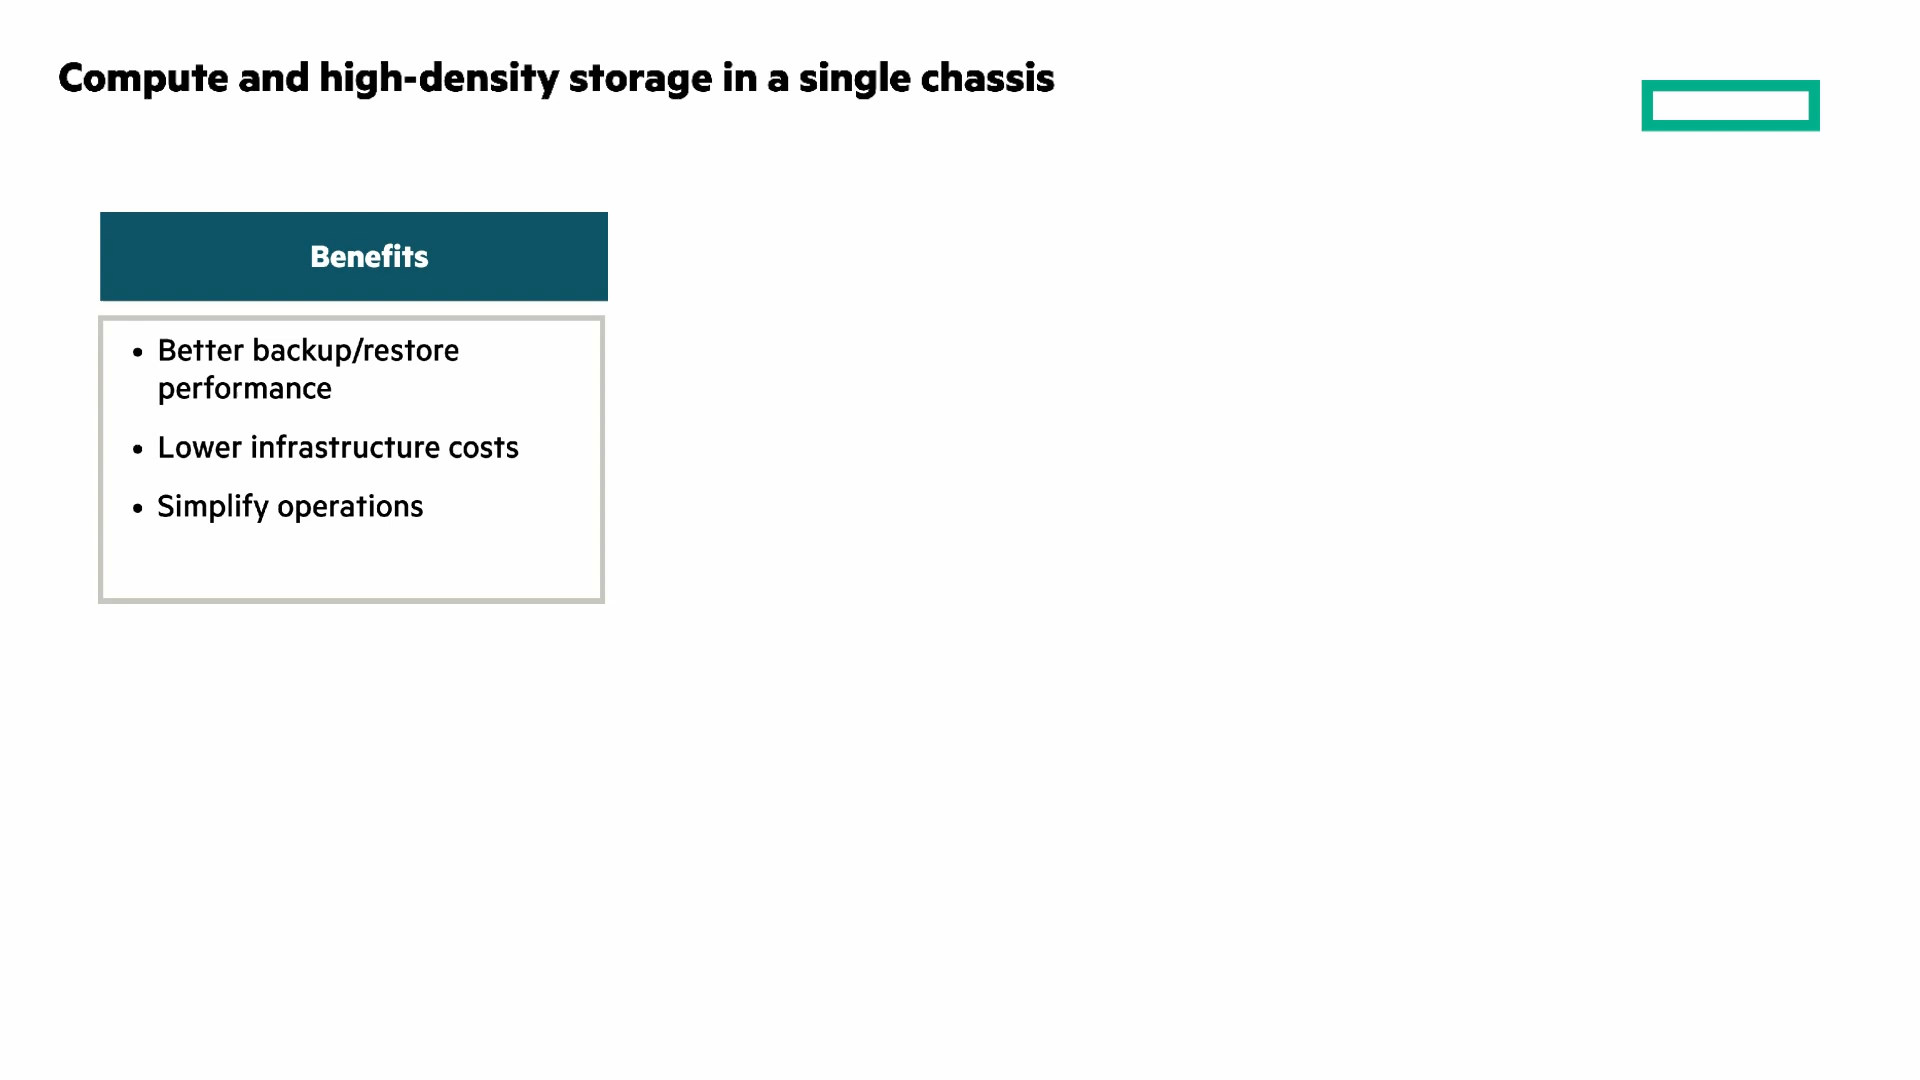 Compute and high-density storage in a single chassis
Benefits
• Better backup/restore
performance
• Lower infrastructure costs
• Simplify operations